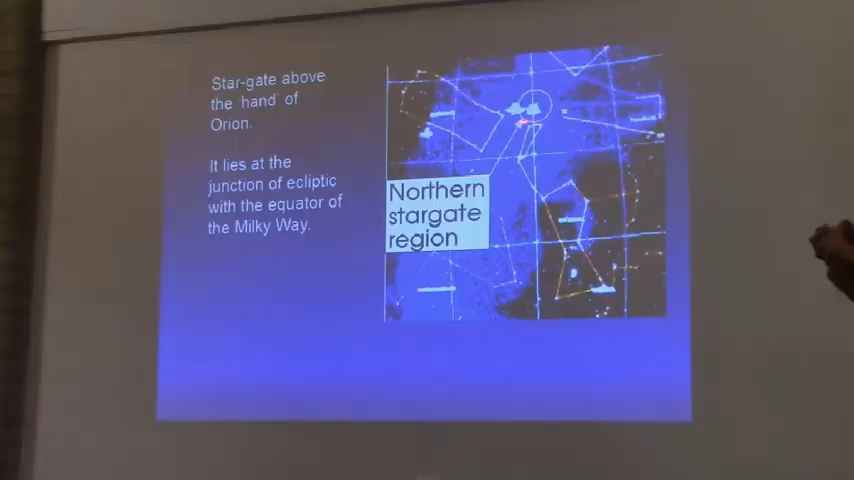 Star-gate above
the 'hand' of
Orion.
It lies at the
junction of ecliptic
with the equator of
the Milky Way.
Northern
stargate
region